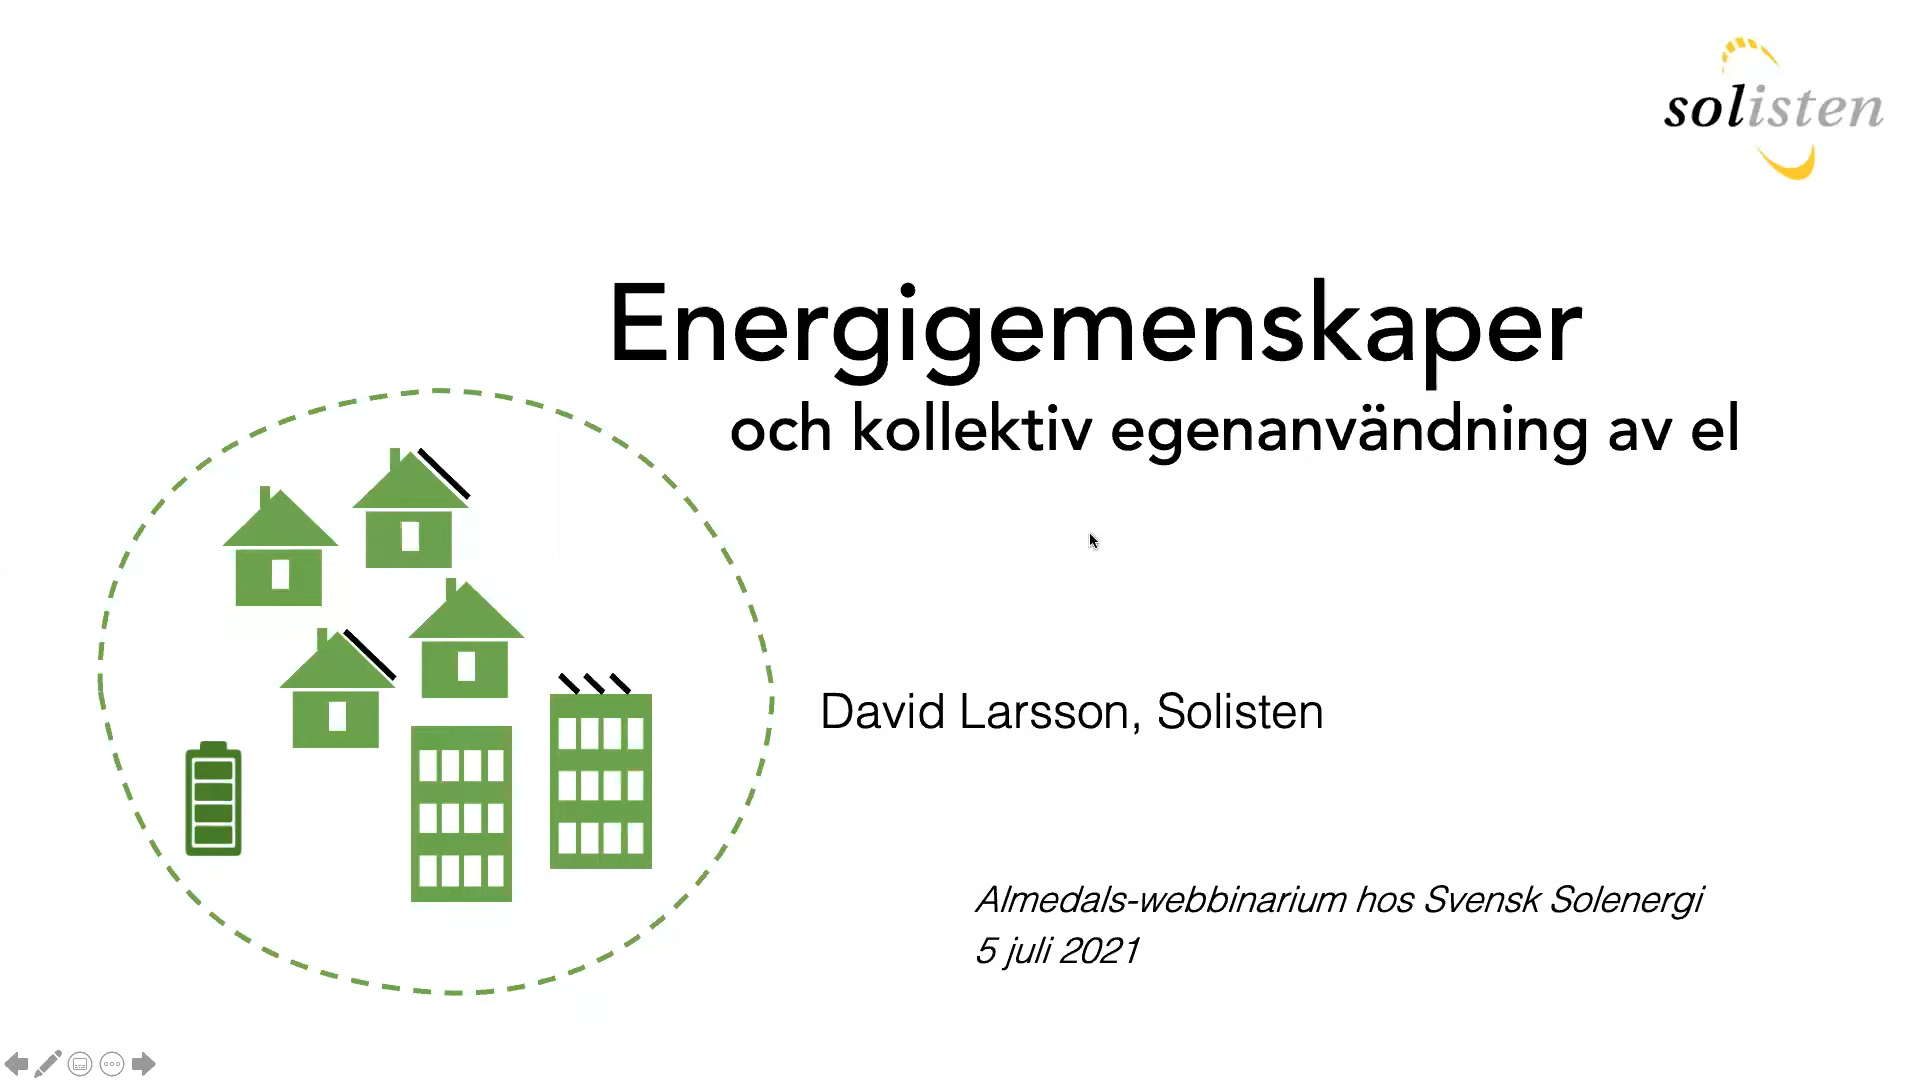 solisten
Energigemenskaper
och kollektiv egenanvändning av el
David Larsson, Solisten
Almedals-webbinarium hos Svensk Solenergi
5 juli 2021